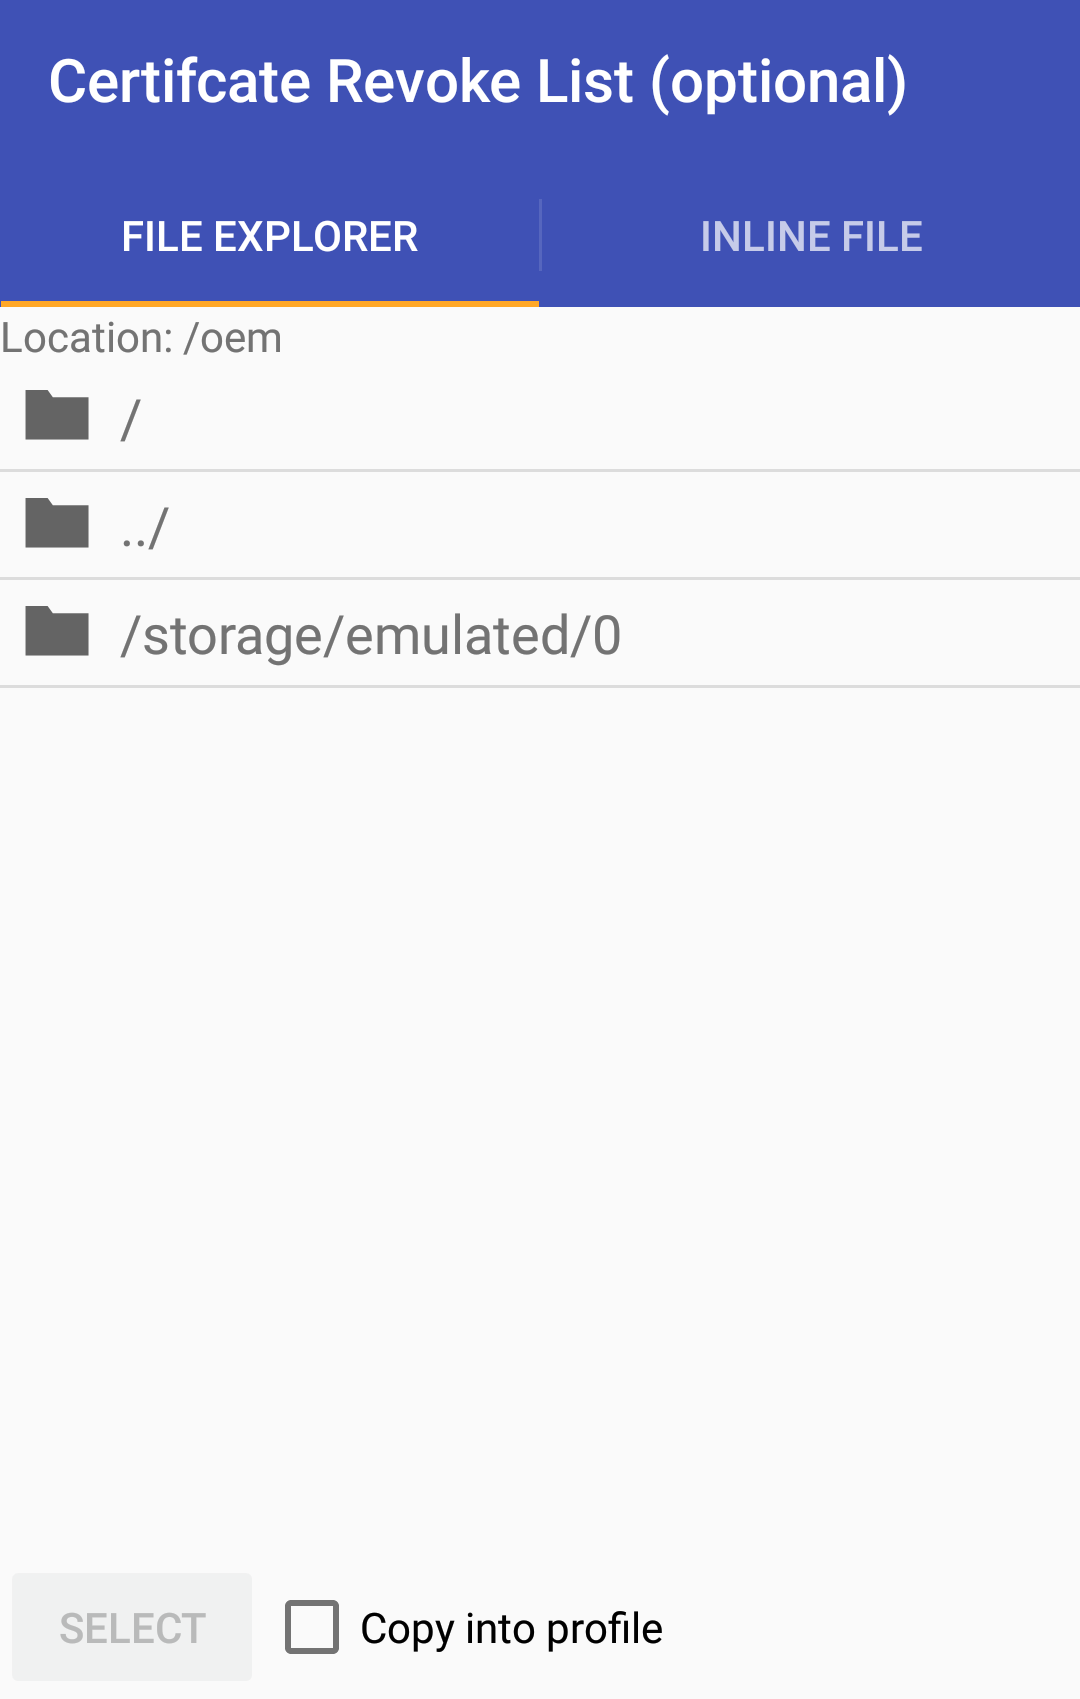 Certifcate Revoke List (optional)
FILE EXPLORER
INLINE FILE
Location: /oem
/
../
/storage/emulated/0
SELECT
Copy into profile